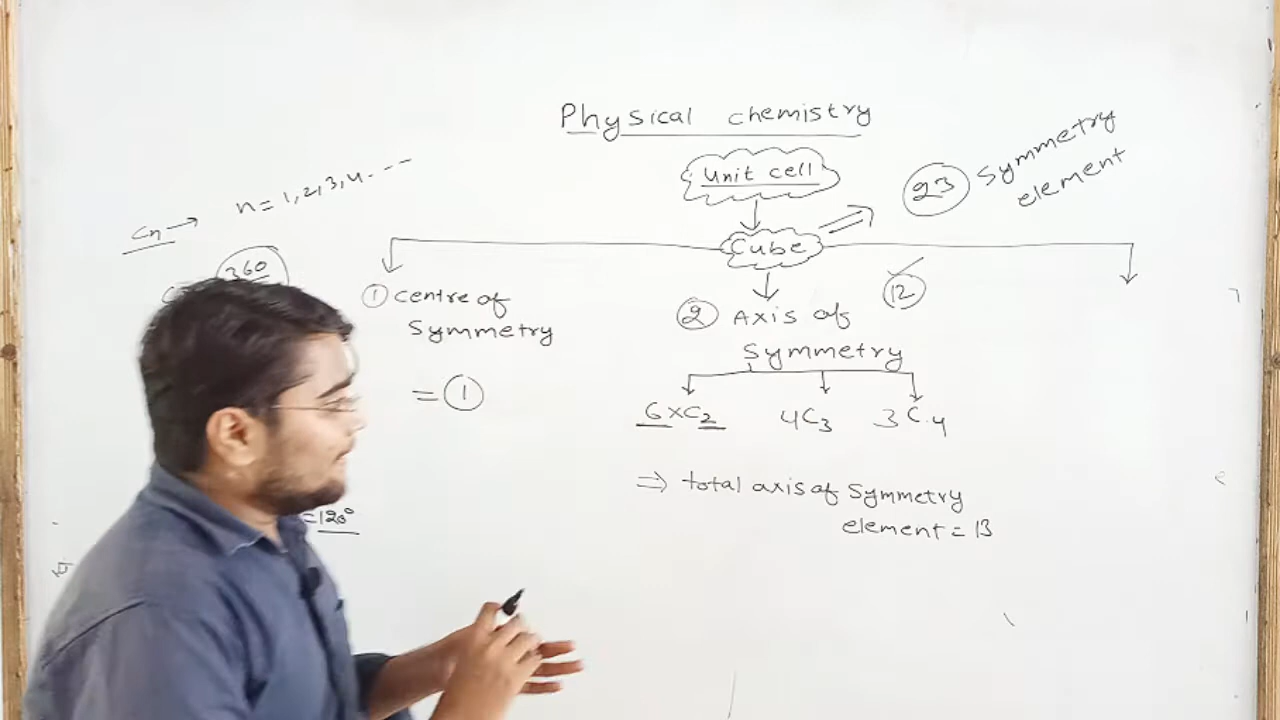 Physical chemistry
unit cell
Cube
23 Symmetry
element
Cn → n = 1, 2, 3, 4. ---
360
① Centre of
Symmetry
= ①
② Axis of
Symmetry
12
6×C2 4C3 3C4
⇒ total axis of Symmetry
element = 13
=120°